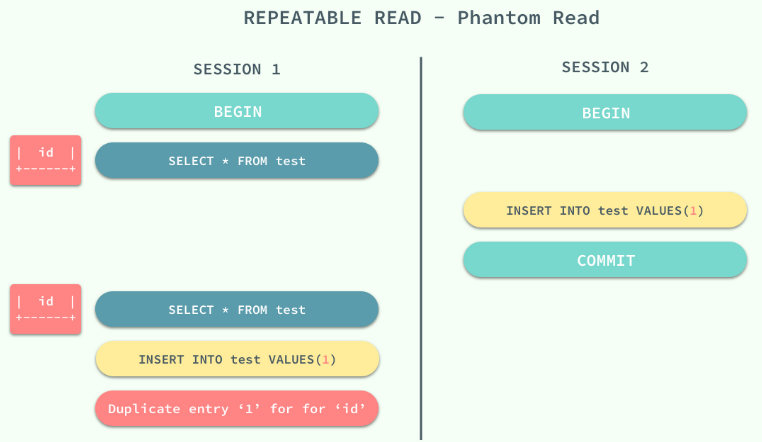 REPEATABLE READ – Phantom Read
SESSION 1
SESSION 2
BEGIN
BEGIN
| id |
+------+
SELECT * FROM test
INSERT INTO test VALUES(1)
COMMIT
| id |
+------+
SELECT * FROM test
INSERT INTO test VALUES(1)
Duplicate entry ‘1’ for for ‘id’